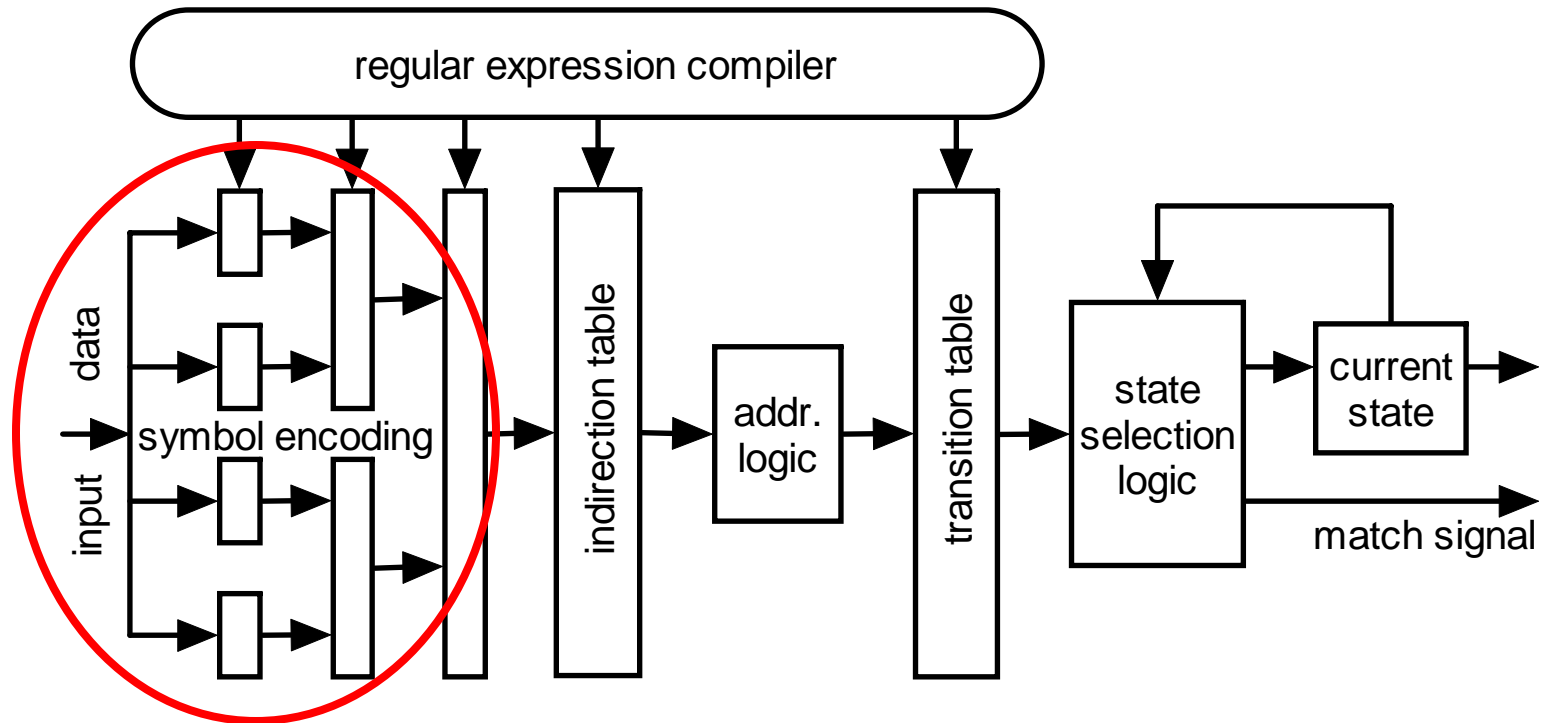 regular expression compiler
input data
symbol encoding
indirection table
addr.
logic
transition table
state
selection
logic
current
state
match signal